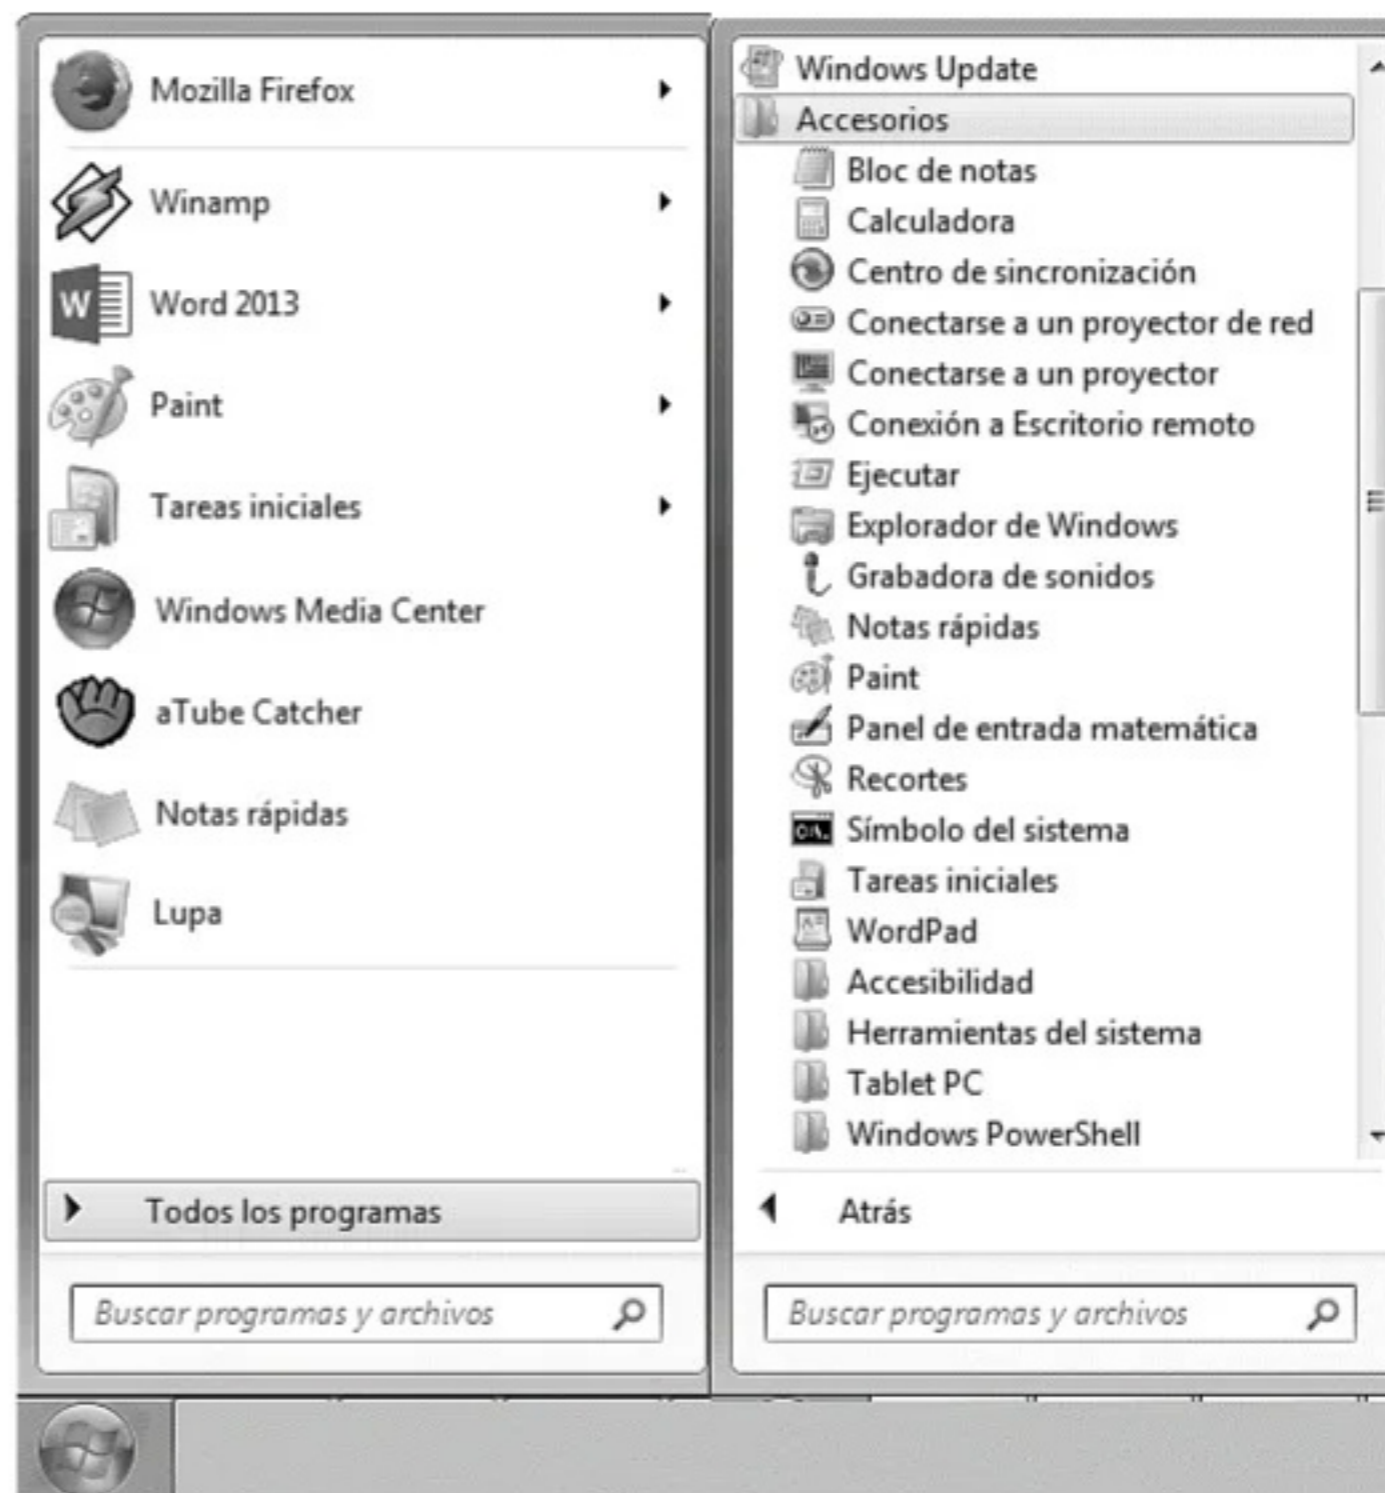 Mozilla Firefox
Winamp
Word 2013
Paint
Tareas iniciales
Windows Media Center
aTube Catcher
Notas rápidas
Lupa
Todos los programas
Buscar programas y archivos
Windows Update
Accesorios
Bloc de notas
Calculadora
Centro de sincronización
Conectarse a un proyector de red
Conectarse a un proyector
Conexión a Escritorio remoto
Ejecutar
Explorador de Windows
Grabadora de sonidos
Notas rápidas
Paint
Panel de entrada matemática
Recortes
Símbolo del sistema
Tareas iniciales
WordPad
Accesibilidad
Herramientas del sistema
Tablet PC
Windows PowerShell
Atrás
Buscar programas y archivos